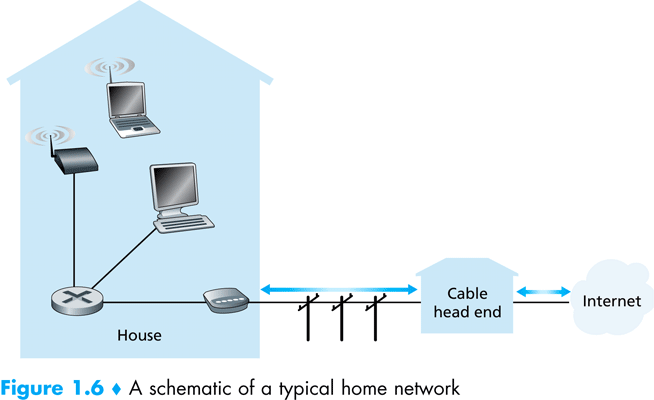 House
Cable
head end
Internet
Figure 1.6 ♦ A schematic of a typical home network